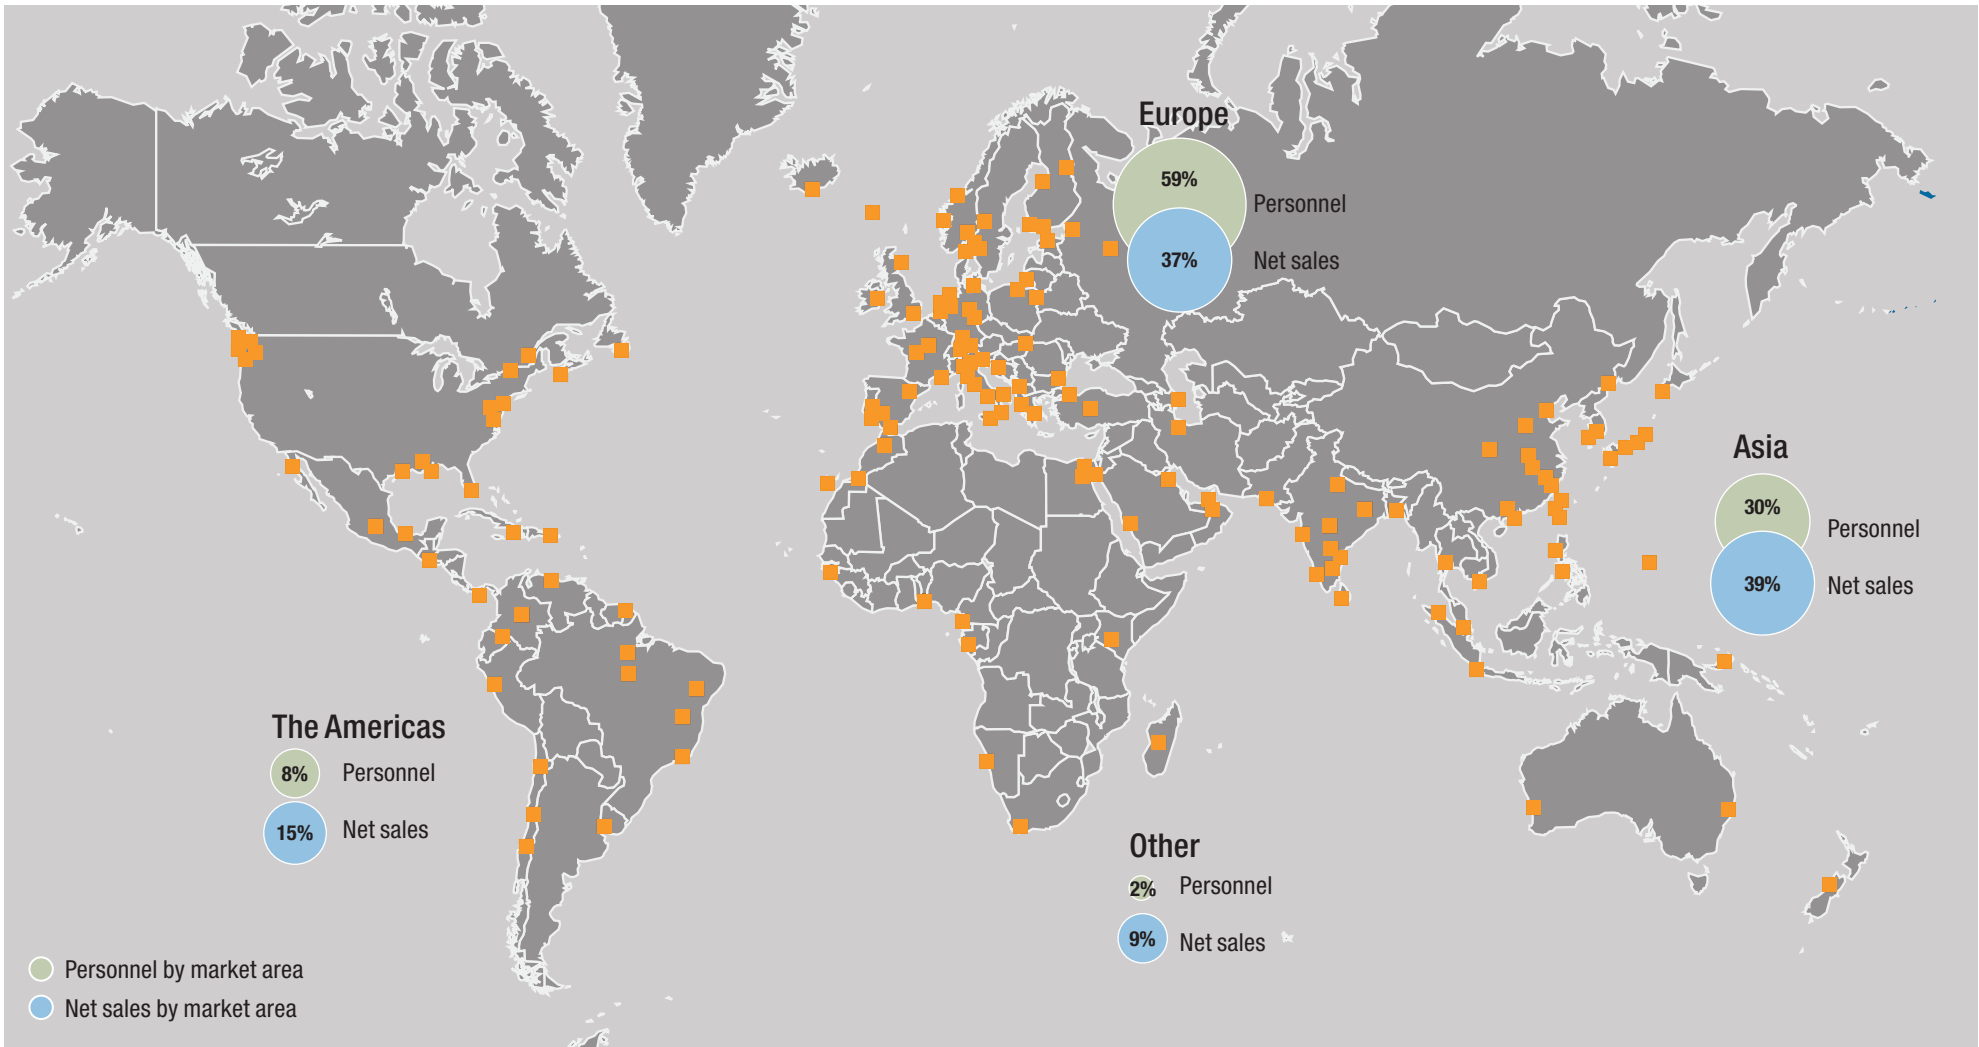 Europe
59%
Personnel
37%
Net sales
Asia
30%
Personnel
39%
Net sales
The Americas
8%
Personnel
15%
Net sales
Other
2%
Personnel
9%
Net sales
Personnel by market area
Net sales by market area